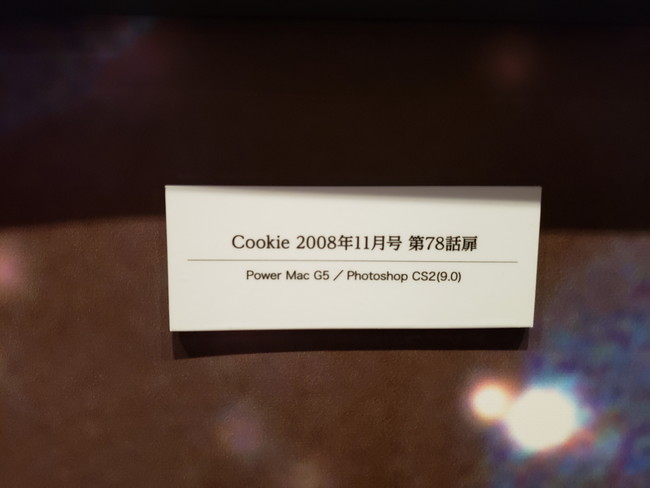 Cookie 2008年11月号 第78話扉
Power Mac G5 ／ Photoshop CS2(9.0)